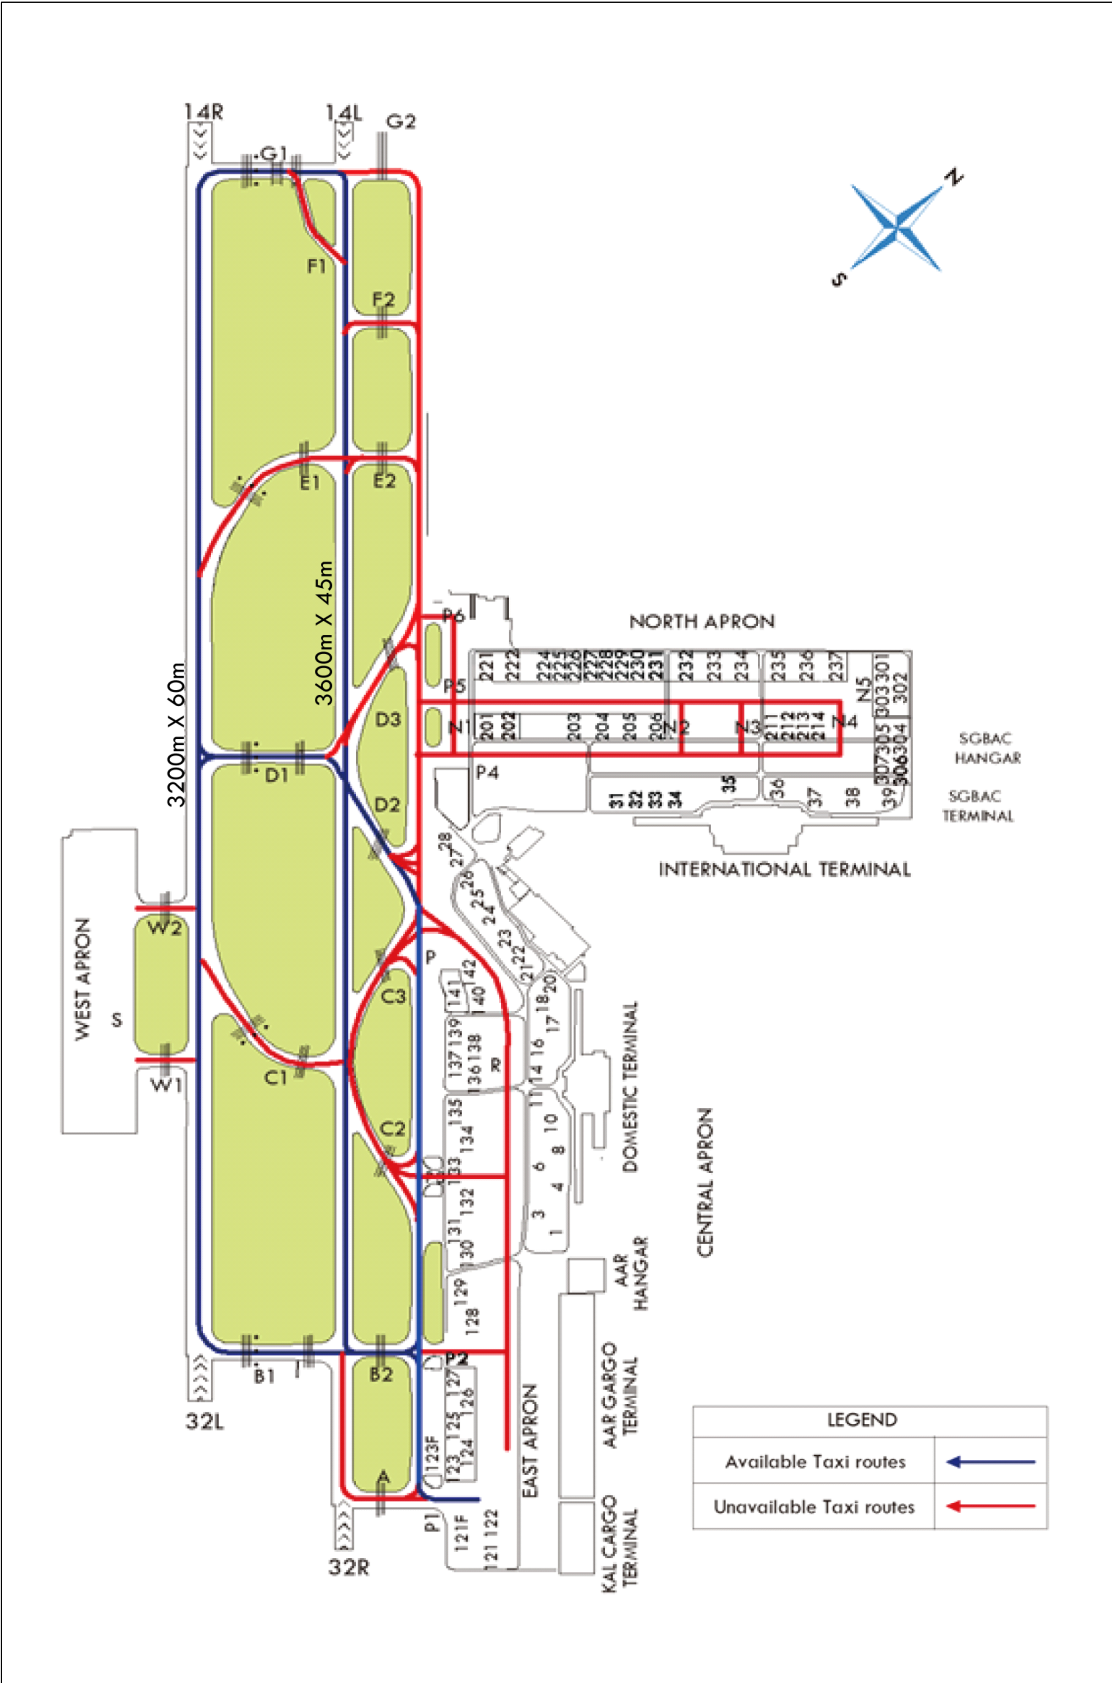 14R
14L
G2
G1
N
F1
S
F2
E1
E2
3600m X 45m
3200m X 60m
P6
NORTH APRON
221
222
224
225
226
227
228
229
230
231
232
233
234
235
236
237
N5
303 301
302
P5
D3
N1
201
202
203
204
205
206
N2
N3
211
212
213
214
N4
307305
306304
SGBAC
HANGAR
D1
P4
D2
31
32
33
34
35
36
37
38
39
SGBAC
TERMINAL
INTERNATIONAL TERMINAL
28
27
26
25
24
23
22
21
20
WEST APRON
W2
S
W1
P
142
141
140
C3
18
17
16
14
139
137
138
136
R
C1
DOMESTIC TERMINAL
11
10
8
6
4
3
1
135
134
133
132
131
130
C2
CENTRAL APRON
AAR
HANGAR
129
128
P2
B1
B2
127
126
125
124
123
123F
EAST APRON
AAR GARGO
TERMINAL
32L
A
P1
121F
121 122
KAL CARGO
TERMINAL
32R
LEGEND
Available Taxi routes
Unavailable Taxi routes